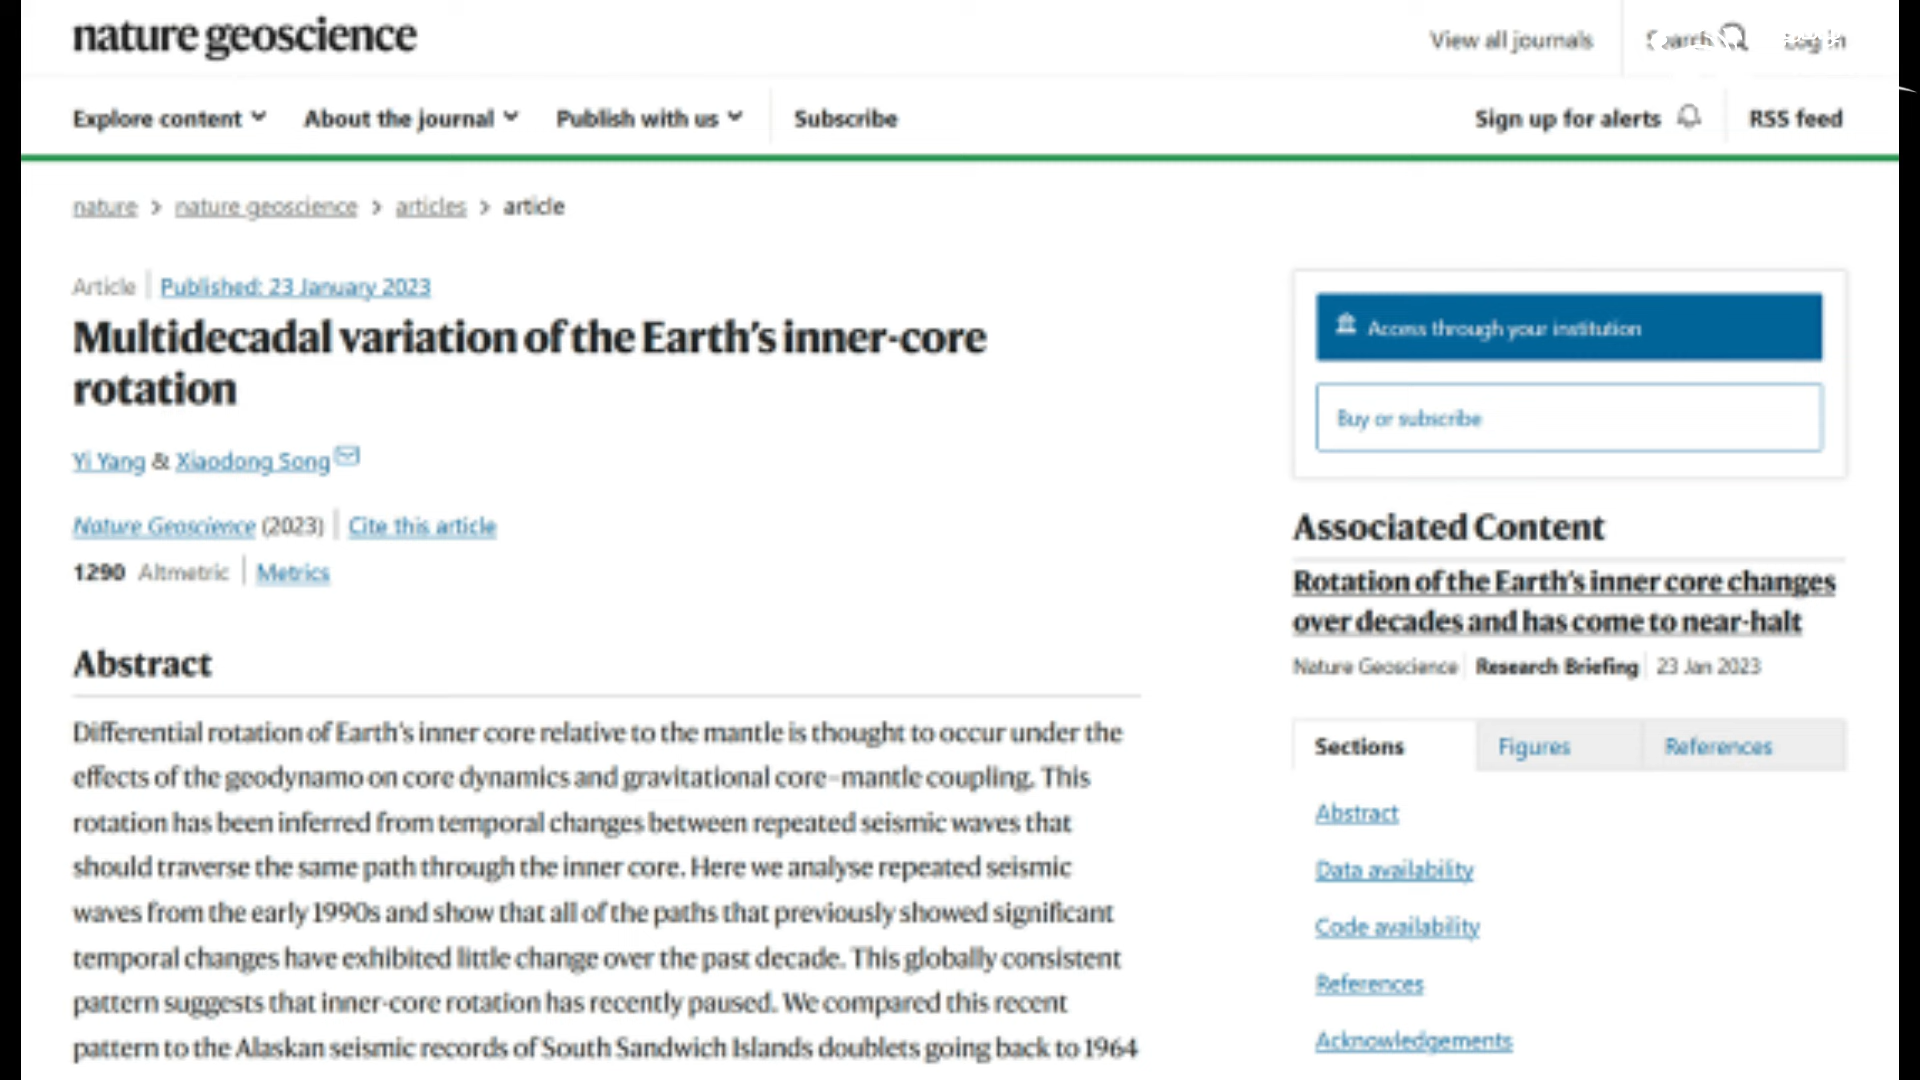 nature geoscience
View all journals
Search
Log in
Explore content
About the journal
Publish with us
Subscribe
Sign up for alerts
RSS feed
nature > nature geoscience > articles > article
Article | Published: 23 January 2023
Multidecadal variation of the Earth's inner-core
rotation
Yi Yang & Xiaodong Song
Nature Geoscience (2023) | Cite this article
1290 Altmetric | Metrics
Abstract
Differential rotation of Earth's inner core relative to the mantle is thought to occur under the
effects of the geodynamo on core dynamics and gravitational core–mantle coupling. This
rotation has been inferred from temporal changes between repeated seismic waves that
should traverse the same path through the inner core. Here we analyse repeated seismic
waves from the early 1990s and show that all of the paths that previously showed significant
temporal changes have exhibited little change over the past decade. This globally consistent
pattern suggests that inner-core rotation has recently paused. We compared this recent
pattern to the Alaskan seismic records of South Sandwich Islands doublets going back to 1964
Access through your institution
Buy or subscribe
Associated Content
Rotation of the Earth's inner core changes
over decades and has come to near-halt
Nature Geoscience | Research Briefing | 23 Jan 2023
Sections
Figures
References
Abstract
Data availability
Code availability
References
Acknowledgements